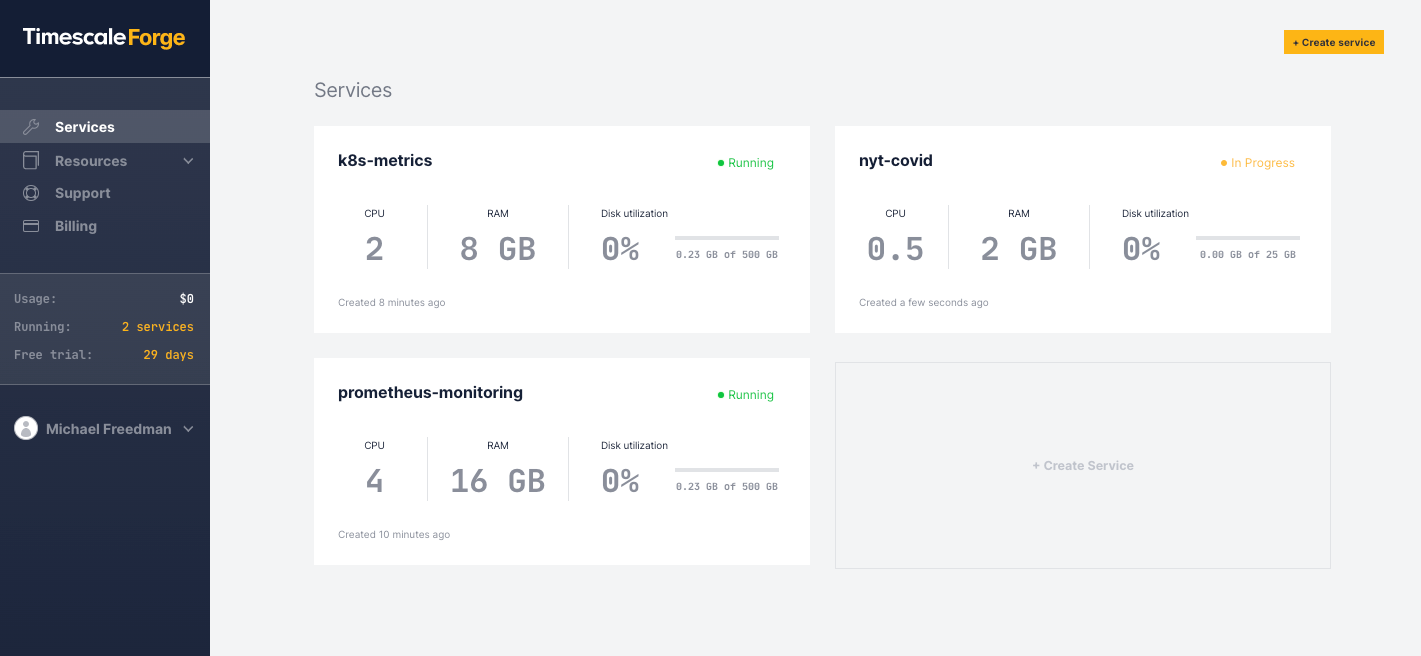 TimescaleForge
Services
Resources
Support
Billing
Usage: $0
Running: 2 services
Free trial: 29 days
Michael Freedman
+ Create service
Services
k8s-metrics
Running
CPU
RAM
Disk utilization
2
8 GB
0%
0.23 GB of 500 GB
Created 8 minutes ago
nyt-covid
In Progress
CPU
RAM
Disk utilization
0.5
2 GB
0%
0.00 GB of 25 GB
Created a few seconds ago
prometheus-monitoring
Running
CPU
RAM
Disk utilization
4
16 GB
0%
0.23 GB of 500 GB
Created 10 minutes ago
+ Create Service